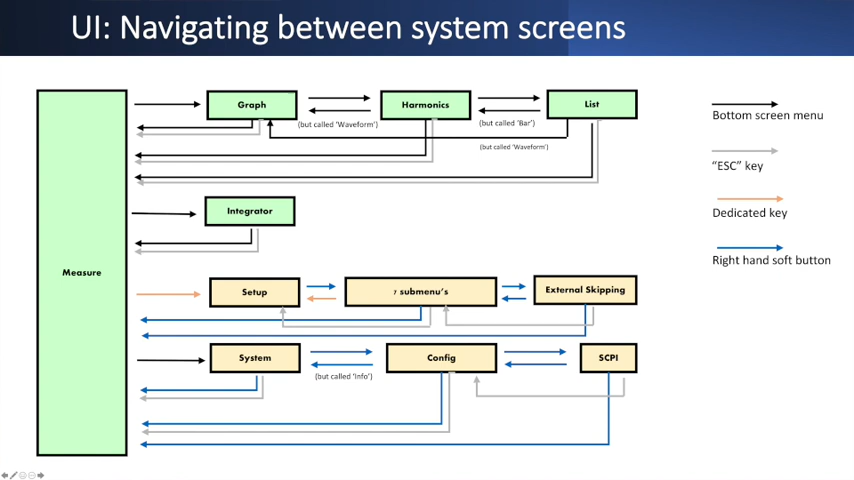 UI: Navigating between system screens
Graph
Harmonics
List
(but called ‘Waveform’)
(but called ‘Bar’)
(but called ‘Waveform’)
Bottom screen menu
“ESC” key
Dedicated key
Right hand soft button
Integrator
Measure
Setup
7 submenu’s
External Skipping
System
Config
SCPI
(but called ‘Info’)